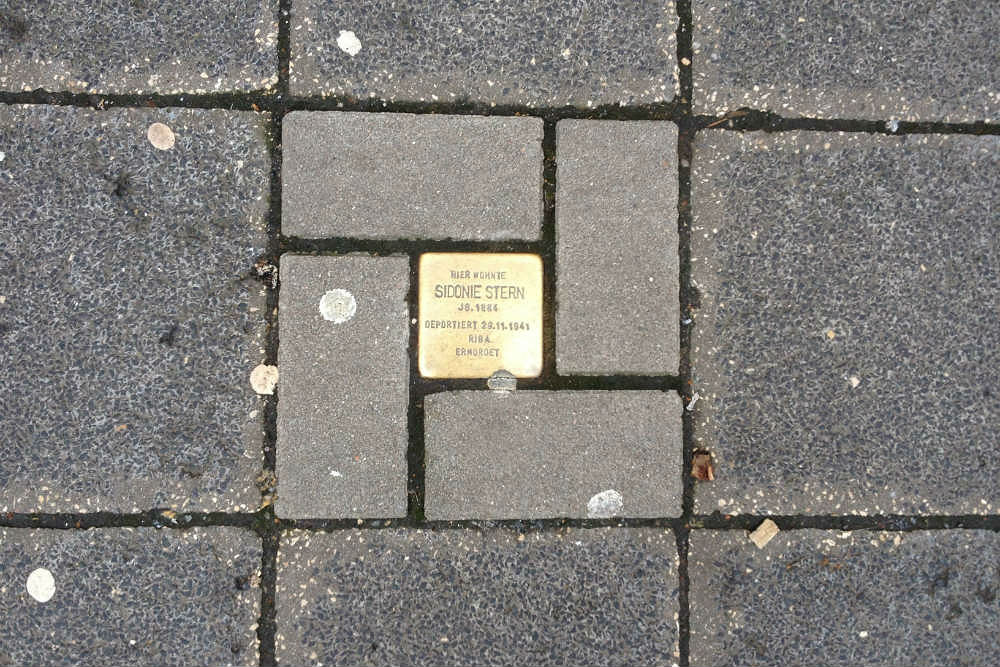 HIER WOHNTE
SIDONIE STERN
JG. 1884
DEPORTIERT 29.11.1941
RIGA
ERMORDET